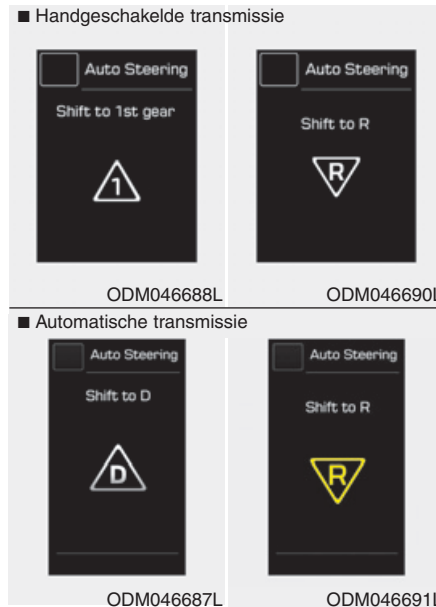 ■ Handgeschakelde transmissie
Auto Steering
Shift to 1st gear
1
ODM046688L
Auto Steering
Shift to R
R
ODM046690L
■ Automatische transmissie
Auto Steering
Shift to D
D
ODM046687L
Auto Steering
Shift to R
R
ODM046691L